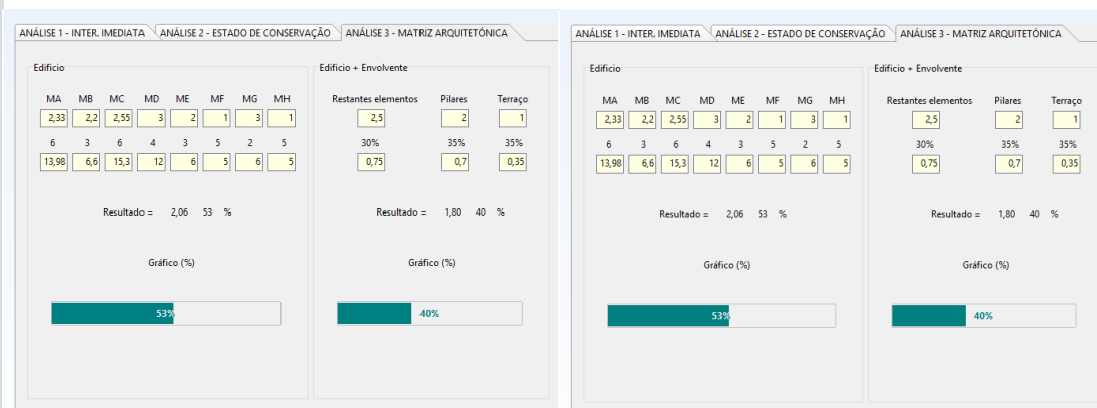 ANÁLISE 1 - INTER. IMEDIATA ANÁLISE 2 - ESTADO DE CONSERVAÇÃO ANÁLISE 3 - MATRIZ ARQUITETÓNICA
Edificio
MA MB MC MD ME MF MG MH
2,33 2,2 2,55 3 2 1 3 1
6 3 6 4 3 5 2 5
13,98 6,6 15,3 12 6 5 6 5
Resultado = 2,06 53 %
Gráfico (%)
53%
Edificio + Envolvente
Restantes elementos Pilares Terraço
2,5 2 1
30% 35% 35%
0,75 0,7 0,35
Resultado = 1,80 40 %
Gráfico (%)
40%
ANÁLISE 1 - INTER. IMEDIATA ANÁLISE 2 - ESTADO DE CONSERVAÇÃO ANÁLISE 3 - MATRIZ ARQUITETÓNICA
Edificio
MA MB MC MD ME MF MG MH
2,33 2,2 2,55 3 2 1 3 1
6 3 6 4 3 5 2 5
13,98 6,6 15,3 12 6 5 6 5
Resultado = 2,06 53 %
Gráfico (%)
53%
Edificio + Envolvente
Restantes elementos Pilares Terraço
2,5 2 1
30% 35% 35%
0,75 0,7 0,35
Resultado = 1,80 40 %
Gráfico (%)
40%